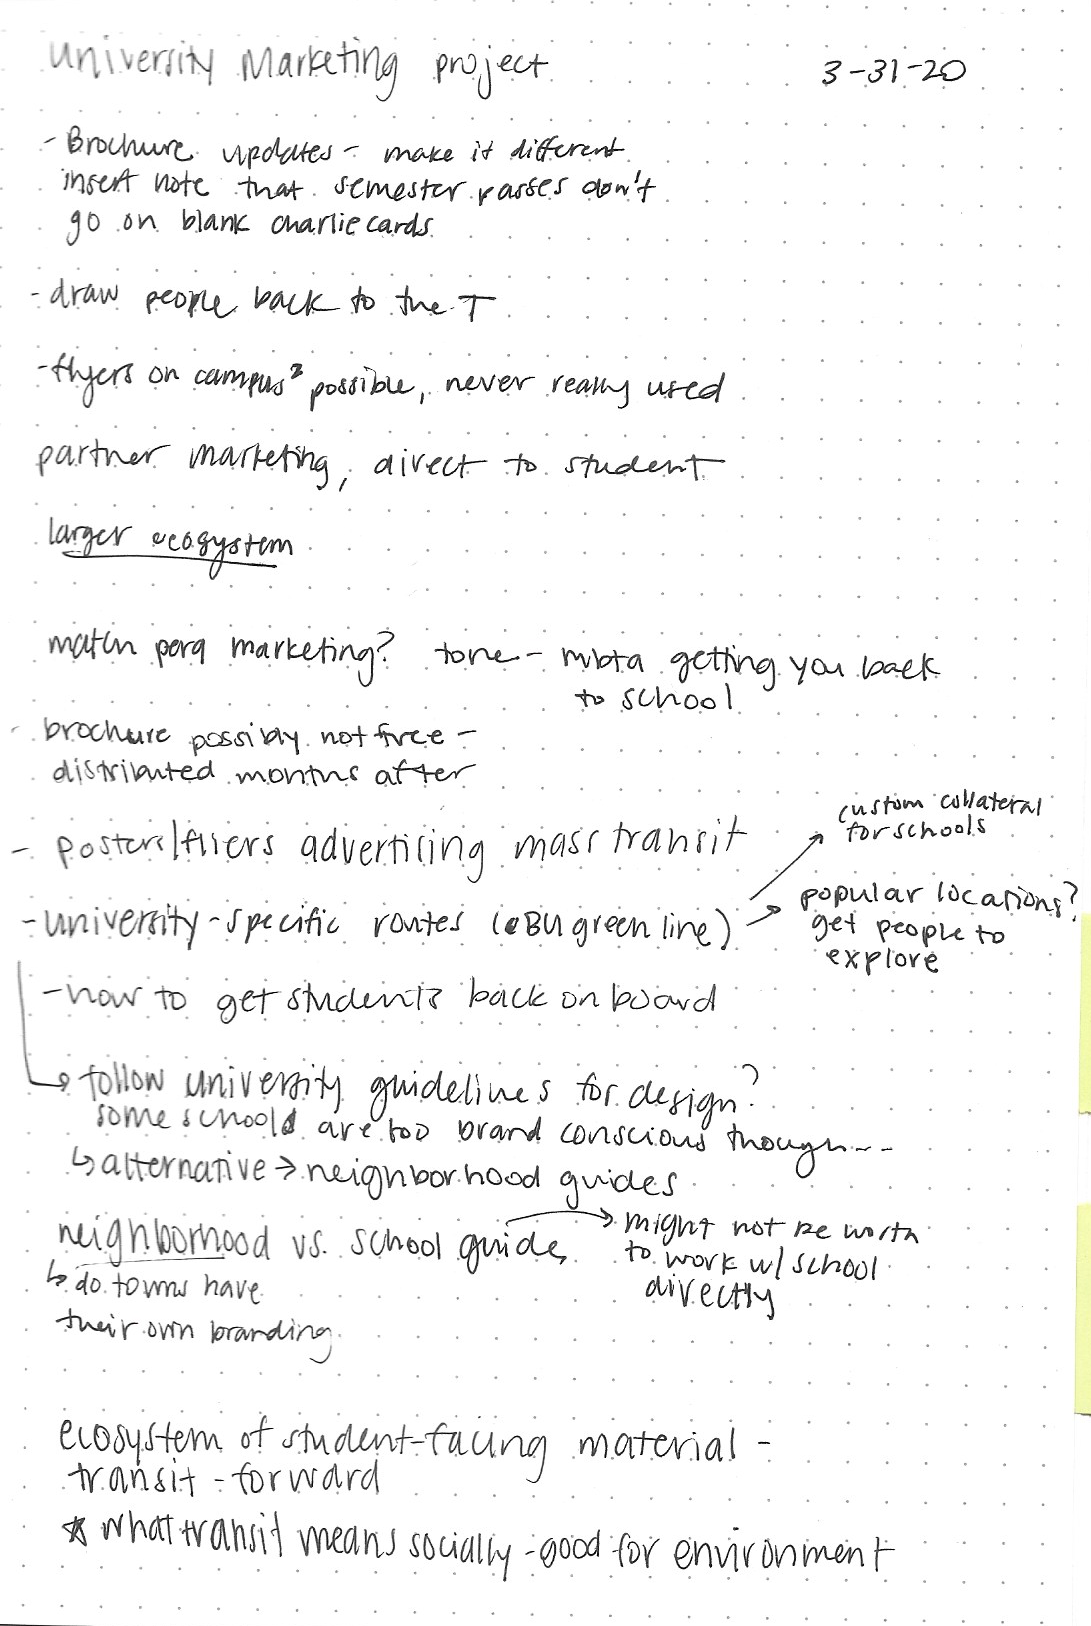 University Marketing project
3-31-20
- Brochure updates - make it different
insert note that semester passes don't
go on blank charliecards
- draw people back to the T
- flyers on campus? possible, never really used
partner marketing, direct to student
larger ecosystem
match perq marketing? tone - mbta getting you back
to school
- brochure possibly not free -
distributed months after
- posters/fliers advertising mass transit
custom collateral
for schools
- university-specific routes (BU green line)
popular locations?
get people to
explore
- how to get students back on board
↳ follow university guidelines for design?
some schools are too brand conscious though---
↳ alternative → neighborhood guides
neighborhood vs. school guide
→ might not be worth
to work w/ school
directly
↳ do towns have
their own branding
ecosystem of student-facing material -
transit-forward
* what transit means socially - good for environment